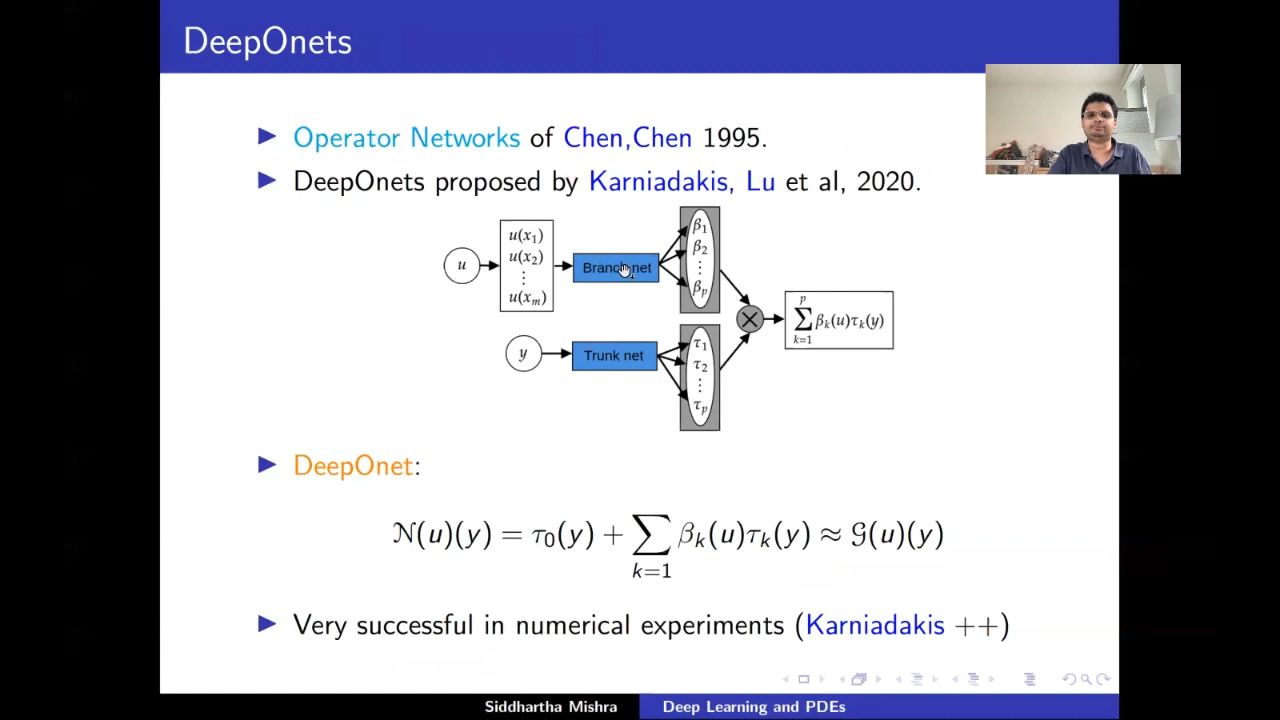 DeepOnets
▶ Operator Networks of Chen,Chen 1995.
▶ DeepOnets proposed by Karniadakis, Lu et al, 2020.
u
u(x₁)
u(x₂)
⋮
u(xₘ)
Branch net
β₁
β₂
⋮
βₚ
y
Trunk net
τ₁
τ₂
⋮
τₚ
×
p
∑ βₖ(u)τₖ(y)
k=1
▶ DeepOnet:
N(u)(y) = τ₀(y) + ∑ βₖ(u)τₖ(y) ≈ G(u)(y)
k=1
▶ Very successful in numerical experiments (Karniadakis ++)
Siddhartha Mishra
Deep Learning and PDEs